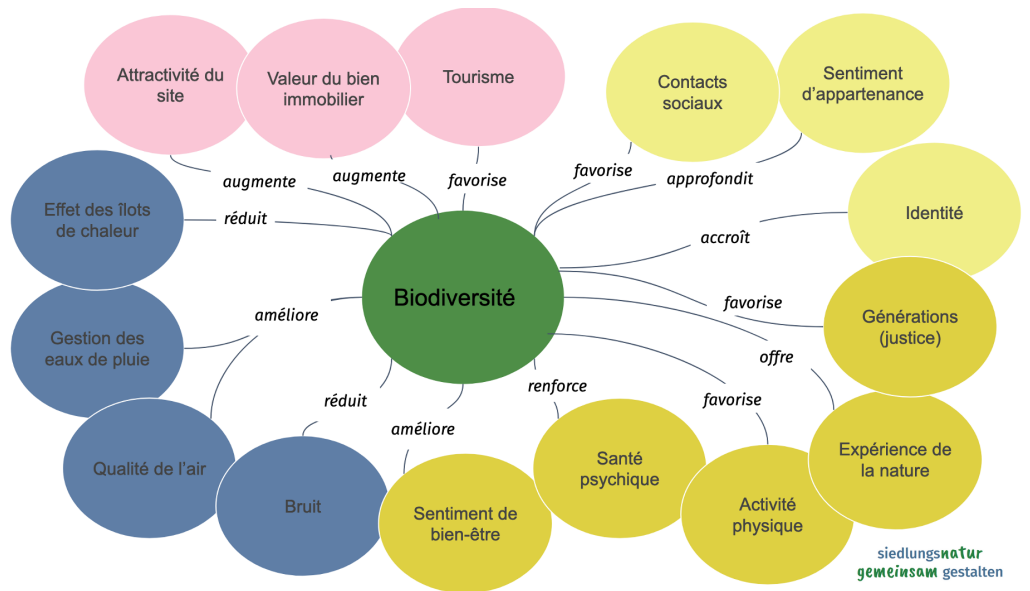 Attractivité du
site
Valeur du bien
immobilier
Tourisme
Contacts
sociaux
Sentiment
d’appartenance
augmente
augmente
favorise
favorise
approfondit
Effet des îlots
de chaleur
réduit
accroît
Identité
Biodiversité
Gestion des
eaux de pluie
améliore
favorise
Générations
(justice)
offre
réduit
améliore
renforce
favorise
Qualité de l’air
Bruit
Sentiment de
bien-être
Santé
psychique
Activité
physique
Expérience de
la nature
siedlungsnatur
gemeinsam gestalten